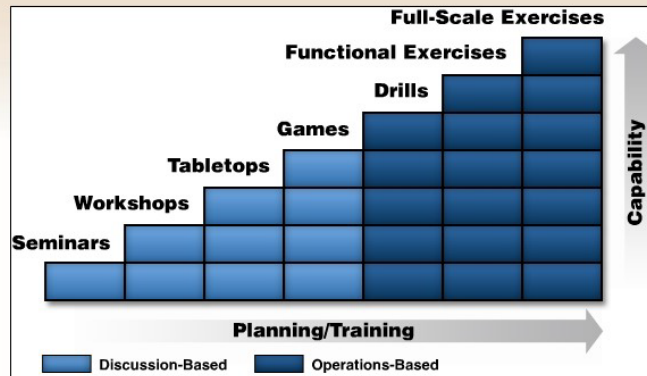 Full-Scale Exercises
Functional Exercises
Drills
Games
Tabletops
Workshops
Seminars
Capability
Planning/Training
Discussion-Based
Operations-Based